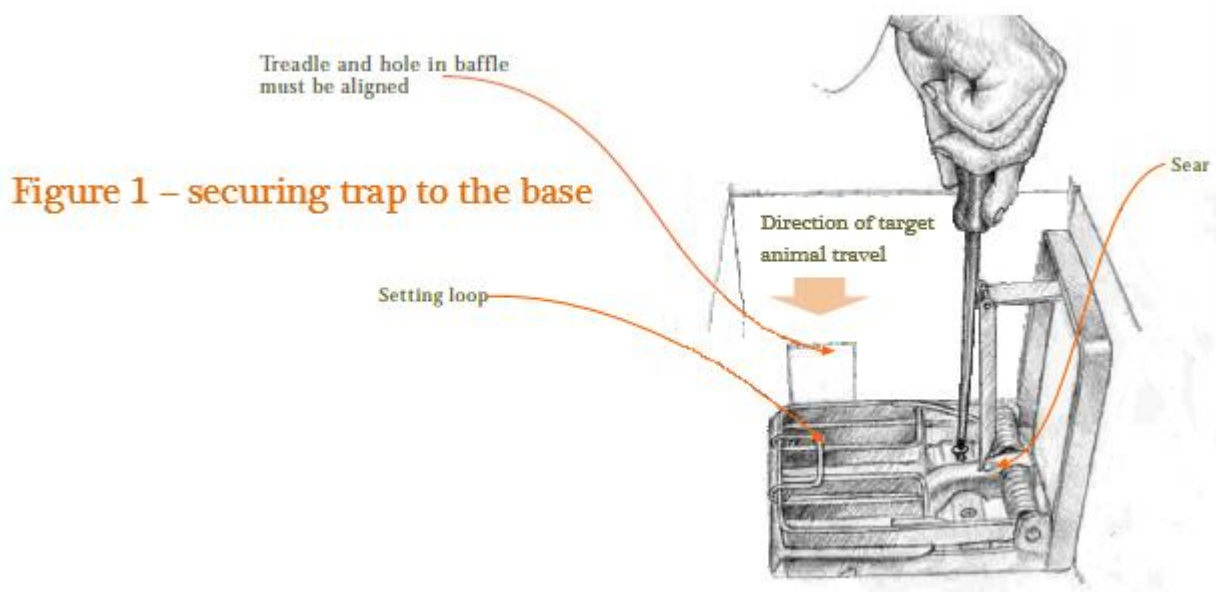 Treadle and hole in baffle
must be aligned
Figure 1 – securing trap to the base
Sear
Direction of target
animal travel
Setting loop